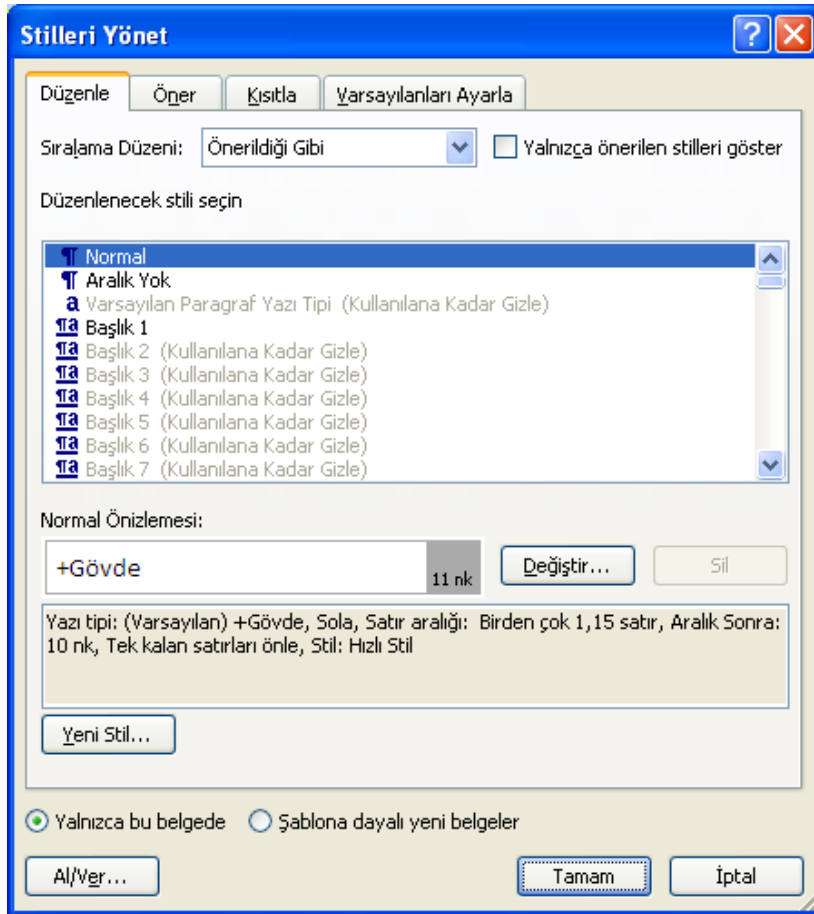 Stilleri Yönet
Düzenle Öner Kısıtla Varsayılanları Ayarla
Sıralama Düzeni: Önerildiği Gibi Yalnızca önerilen stilleri göster
Düzenlenecek stili seçin
¶ Normal
¶ Aralık Yok
a Varsayılan Paragraf Yazı Tipi (Kullanılana Kadar Gizle)
¶a Başlık 1
¶a Başlık 2 (Kullanılana Kadar Gizle)
¶a Başlık 3 (Kullanılana Kadar Gizle)
¶a Başlık 4 (Kullanılana Kadar Gizle)
¶a Başlık 5 (Kullanılana Kadar Gizle)
¶a Başlık 6 (Kullanılana Kadar Gizle)
¶a Başlık 7 (Kullanılana Kadar Gizle)
Normal Önizlemesi:
+Gövde 11 nk Değiştir... Sil
Yazı tipi: (Varsayılan) +Gövde, Sola, Satır aralığı: Birden çok 1,15 satır, Aralık Sonra:
10 nk, Tek kalan satırları önle, Stil: Hızlı Stil
Yeni Stil...
Yalnızca bu belgede Şablona dayalı yeni belgeler
Al/Ver... Tamam İptal